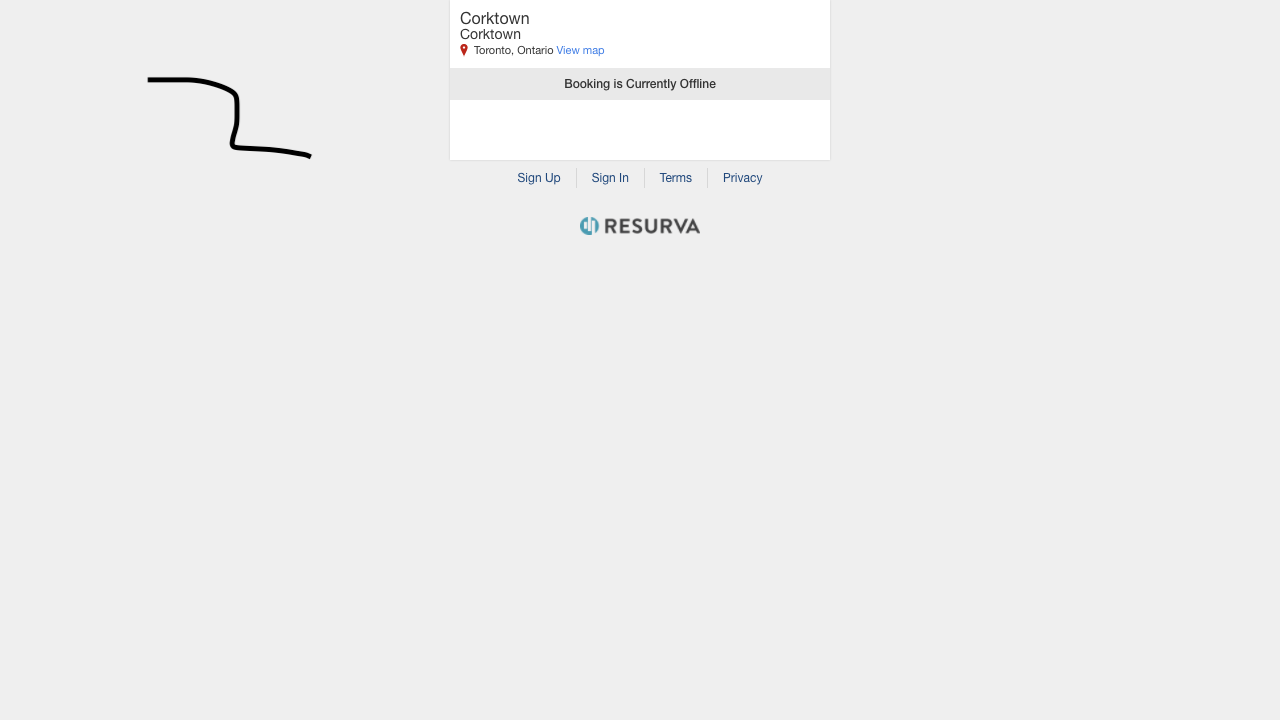 Corktown
Corktown
Toronto, Ontario View map
Booking is Currently Offline
Sign Up Sign In Terms Privacy
RESURVA